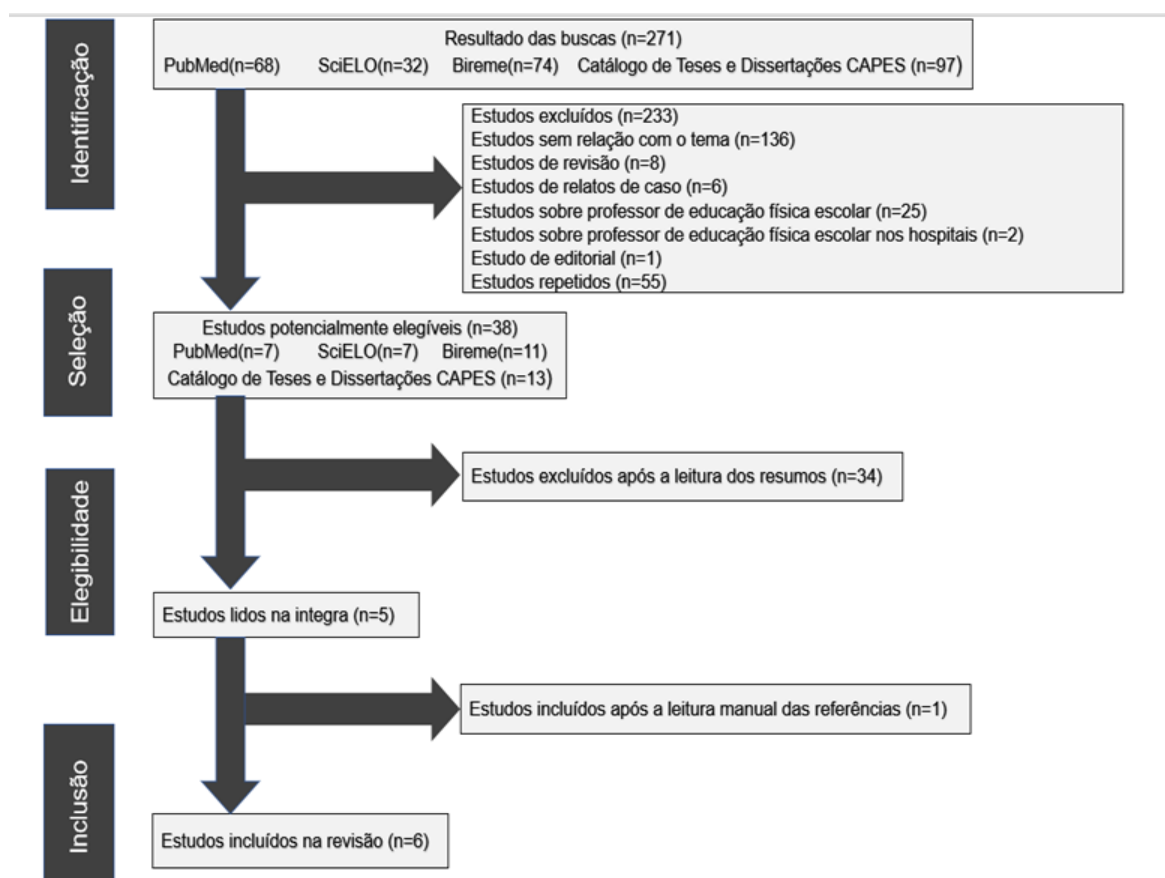 Identificação
Resultado das buscas (n=271)
PubMed(n=68) SciELO(n=32) Bireme(n=74) Catálogo de Teses e Dissertações CAPES (n=97)
Estudos excluídos (n=233)
Estudos sem relação com o tema (n=136)
Estudos de revisão (n=8)
Estudos de relatos de caso (n=6)
Estudos sobre professor de educação física escolar (n=25)
Estudos sobre professor de educação física escolar nos hospitais (n=2)
Estudo de editorial (n=1)
Estudos repetidos (n=55)
Seleção
Estudos potencialmente elegíveis (n=38)
PubMed(n=7) SciELO(n=7) Bireme(n=11)
Catálogo de Teses e Dissertações CAPES (n=13)
Elegibilidade
Estudos excluídos após a leitura dos resumos (n=34)
Estudos lidos na integra (n=5)
Estudos incluídos após a leitura manual das referências (n=1)
Inclusão
Estudos incluídos na revisão (n=6)